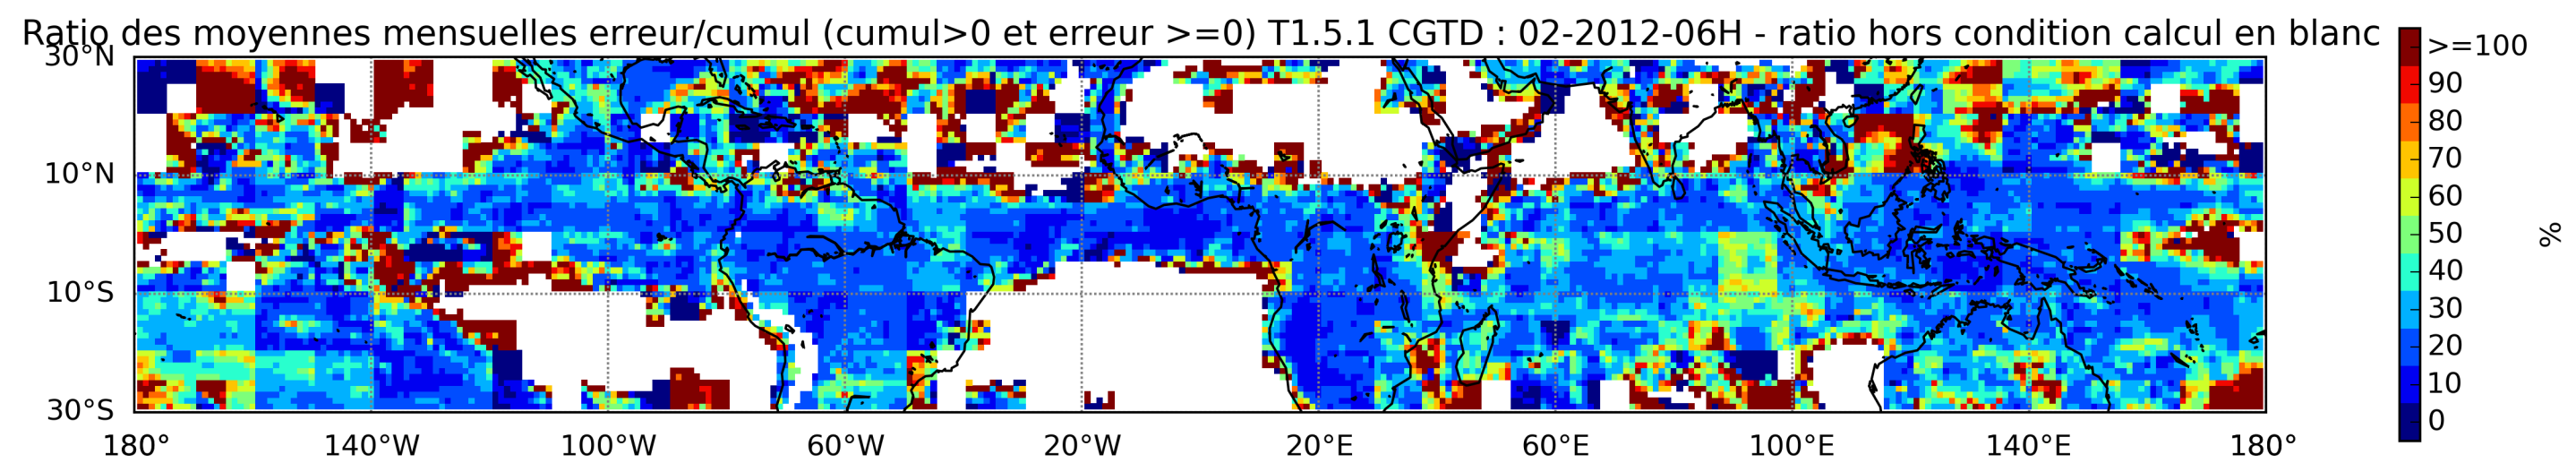 Ratio des moyennes mensuelles erreur/cumul (cumul>0 et erreur >=0) T1.5.1 CGTD : 02-2012-06H - ratio hors condition calcul en blanc
30°N
10°N
10°S
30°S
180° 140°W 100°W 60°W 20°W 20°E 60°E 100°E 140°E 180°
>=100
90
80
70
60
50
40
30
20
10
0
%